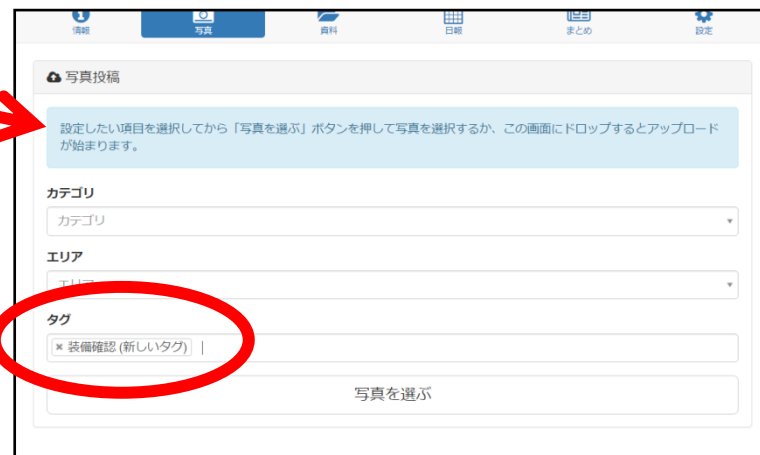 情報 写真 資料 日報 まとめ 設定
写真投稿
設定したい項目を選択してから「写真を選ぶ」ボタンを押して写真を選択するか、この画面にドロップするとアップロード
が始まります。
カテゴリ
カテゴリ
エリア
エリア
タグ
× 装備確認 (新しいタグ)
写真を選ぶ